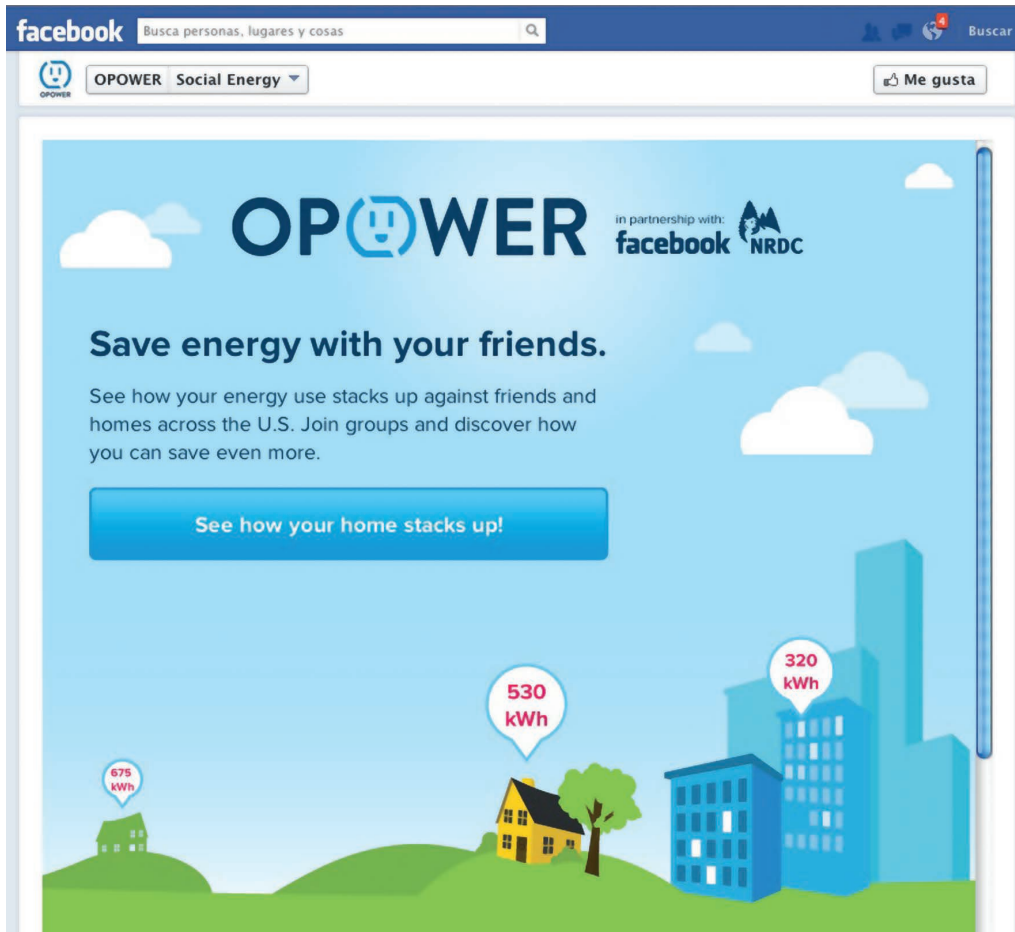 facebook Busca personas, lugares y cosas 4 Buscar
OPOWER OPOWER Social Energy Me gusta
OPOWER in partnership with: facebook NRDC
Save energy with your friends.
See how your energy use stacks up against friends and
homes across the U.S. Join groups and discover how
you can save even more.
See how your home stacks up!
320
kWh
530
kWh
675
kWh